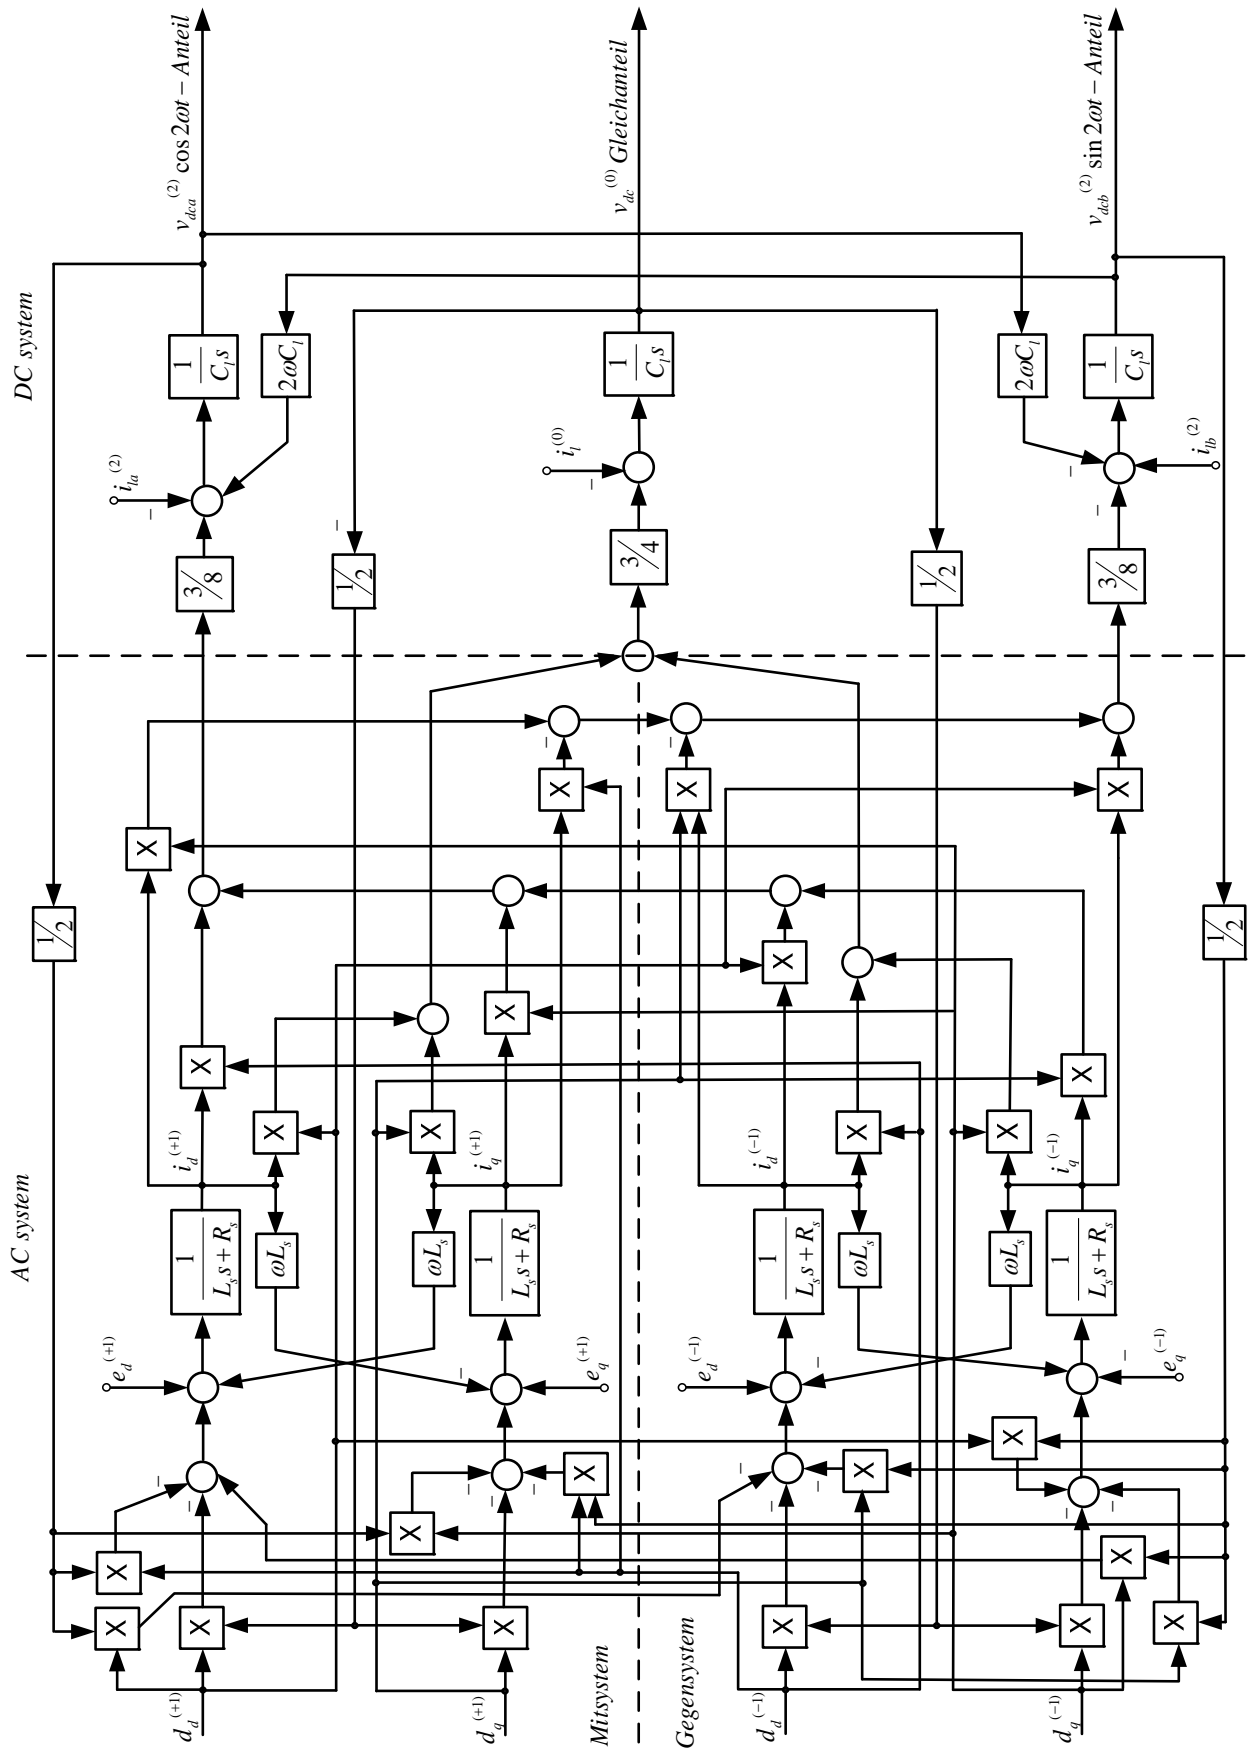 v_dca^(2) cos 2ωt − Anteil
v_dc^(0) Gleichanteil
v_dcb^(2) sin 2ωt − Anteil
DC system
1/(C_l s)
2ωC_l
1/(C_l s)
2ωC_l
1/(C_l s)
i_la^(2)
−
i_l^(0)
−
−
i_lb^(2)
−
−
3/8
1/2
3/4
1/2
3/8
−
−
X
X
X
X
1/2
1/2
X
X
X
X
X
X
X
X
AC system
i_d^(+1)
i_q^(+1)
i_d^(−1)
i_q^(−1)
1/(L_s s + R_s)
ωL_s
ωL_s
1/(L_s s + R_s)
1/(L_s s + R_s)
ωL_s
ωL_s
1/(L_s s + R_s)
e_d^(+1)
−
e_q^(+1)
e_d^(−1)
−
−
e_q^(−1)
−
−
−
−
−
−
−
−
−
−
X
X
X
X
X
X
X
X
X
X
X
X
Mitsystem
Gegensystem
d_d^(+1)
d_q^(+1)
d_d^(−1)
d_q^(−1)